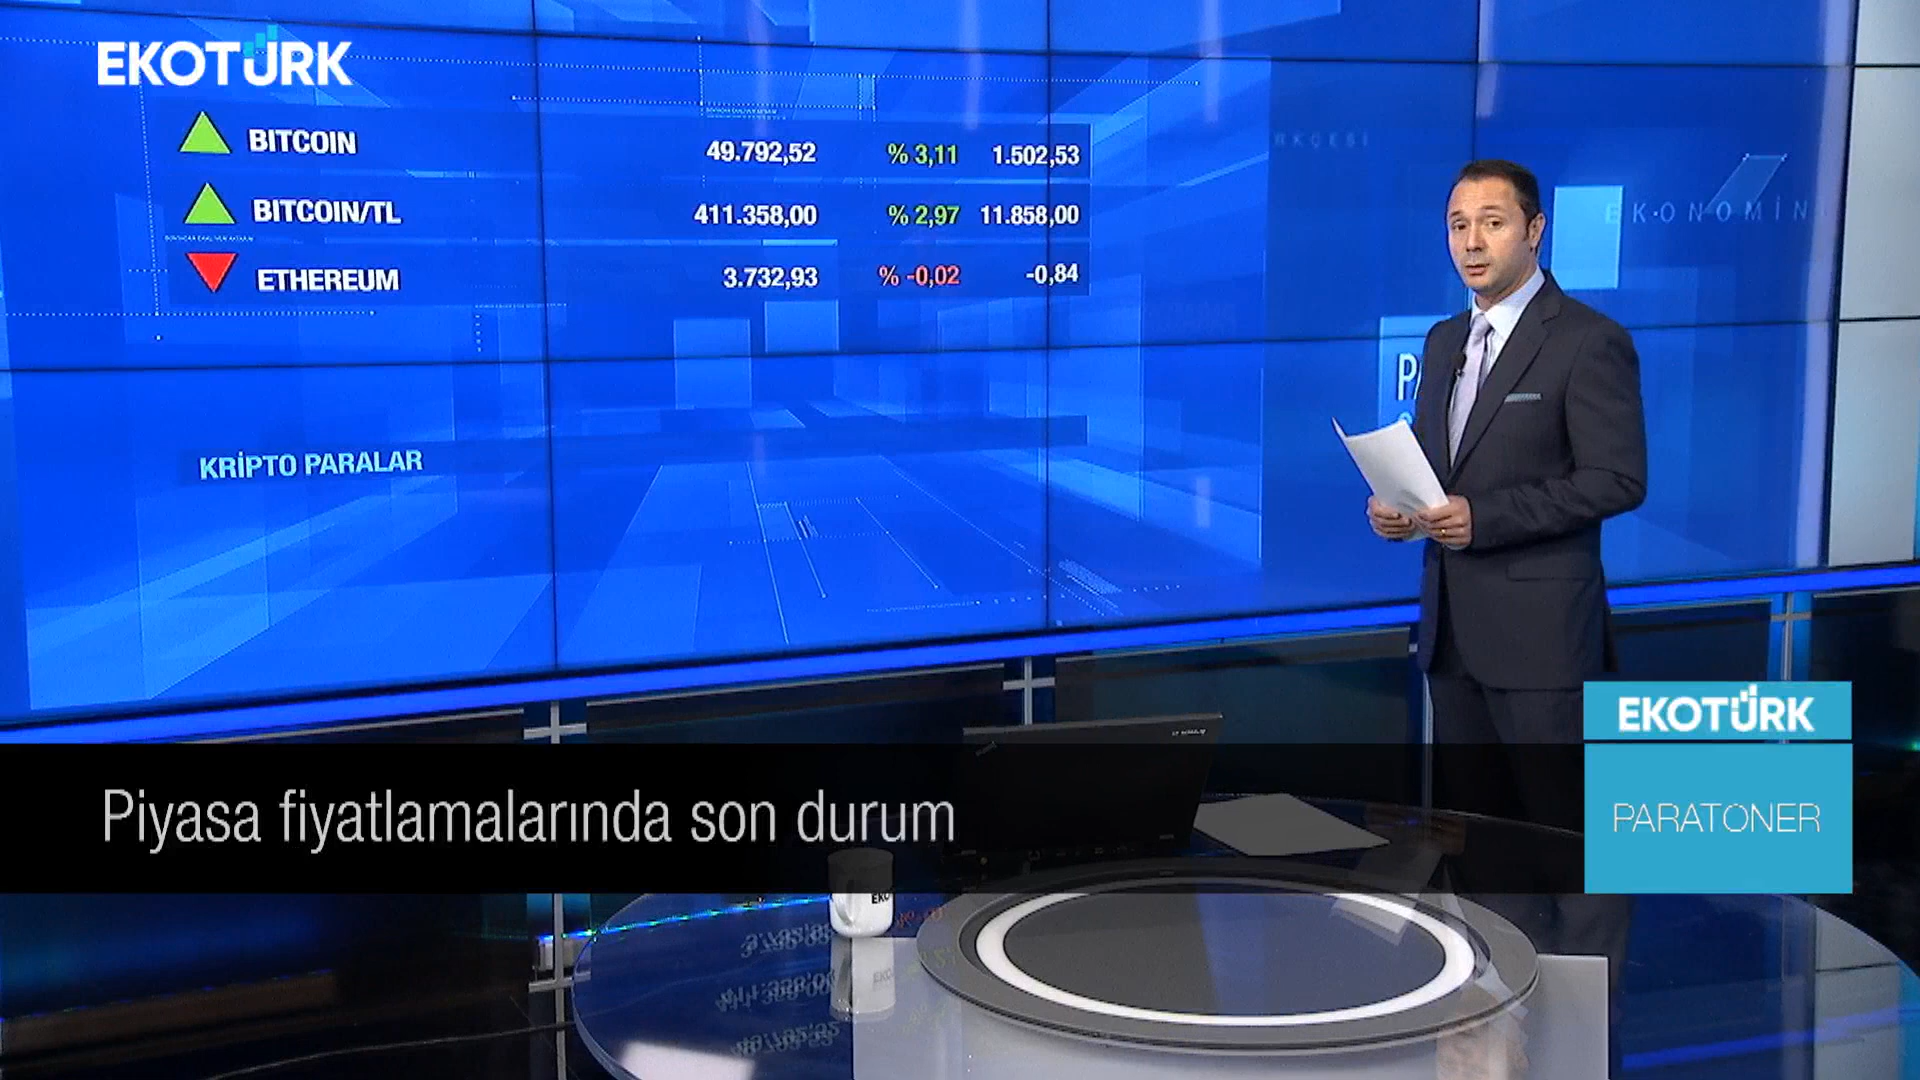 EKOTÜRK
BITCOIN 49.792,52 % 3,11 1.502,53
BITCOIN/TL 411.358,00 % 2,97 11.858,00
ETHEREUM 3.732,93 % -0,02 -0,84
KRİPTO PARALAR
RKÇESİ
EKONOMİN
EKOTÜRK
Piyasa fiyatlamalarında son durum
PARATONER
EKO